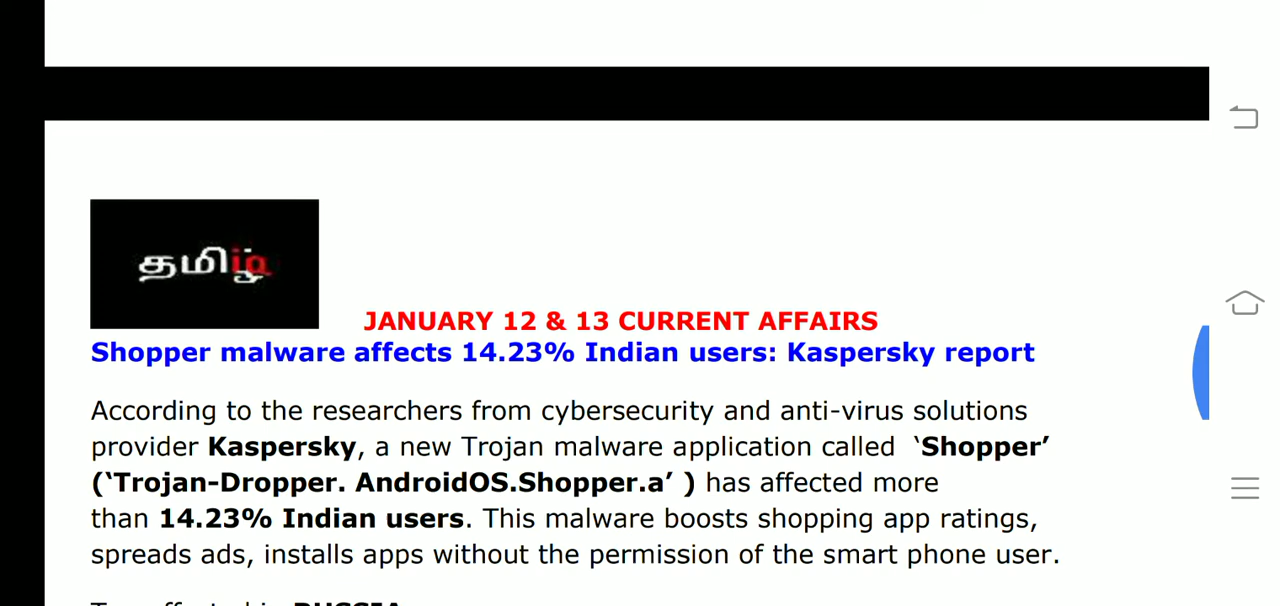 தமிழ்
JANUARY 12 & 13 CURRENT AFFAIRS
Shopper malware affects 14.23% Indian users: Kaspersky report
According to the researchers from cybersecurity and anti-virus solutions
provider Kaspersky, a new Trojan malware application called ‘Shopper’
(‘Trojan-Dropper. AndroidOS.Shopper.a’ ) has affected more
than 14.23% Indian users. This malware boosts shopping app ratings,
spreads ads, installs apps without the permission of the smart phone user.